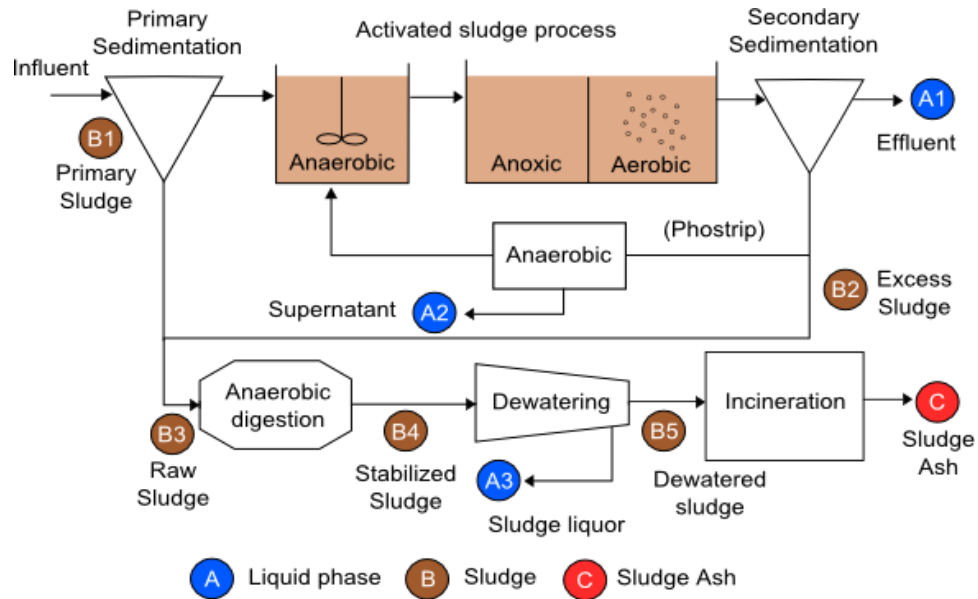 Primary
Sedimentation
Activated sludge process
Secondary
Sedimentation
Influent
B1
Primary
Sludge
Anaerobic
Anoxic
Aerobic
A1
Effluent
(Phostrip)
Anaerobic
B2
Excess
Sludge
Supernatant
A2
Anaerobic
digestion
Dewatering
Incineration
C
Sludge
Ash
B3
Raw
Sludge
B4
Stabilized
Sludge
B5
Dewatered
sludge
A3
Sludge liquor
A
Liquid phase
B
Sludge
C
Sludge Ash